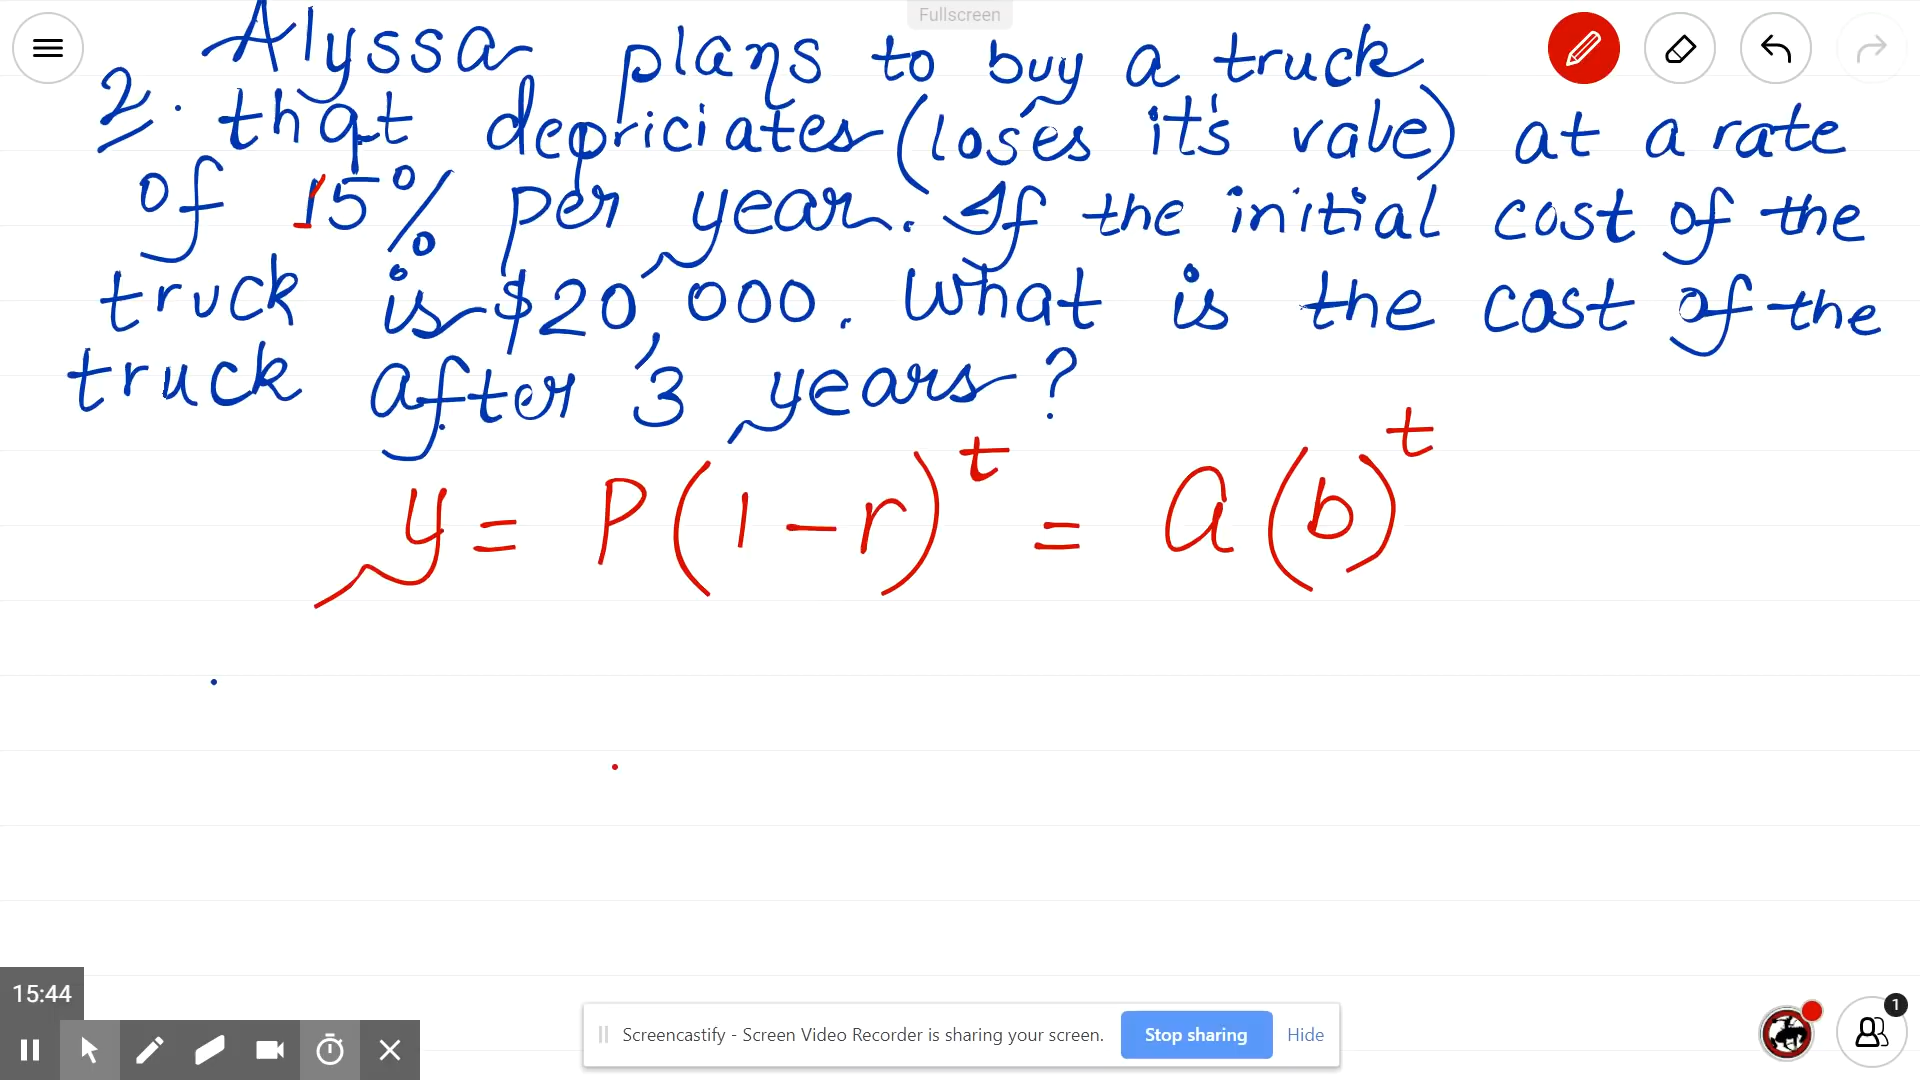 Fullscreen
Alyssa plans to buy a truck
2. that depriciates (loses it's value) at a rate
of 15% per year. If the initial cost of the
truck is $20,000. What is the cost of the
truck after 3 years?
y = P(1-r)^t = a(b)^t
15:44
Screencastify - Screen Video Recorder is sharing your screen. Stop sharing Hide
1